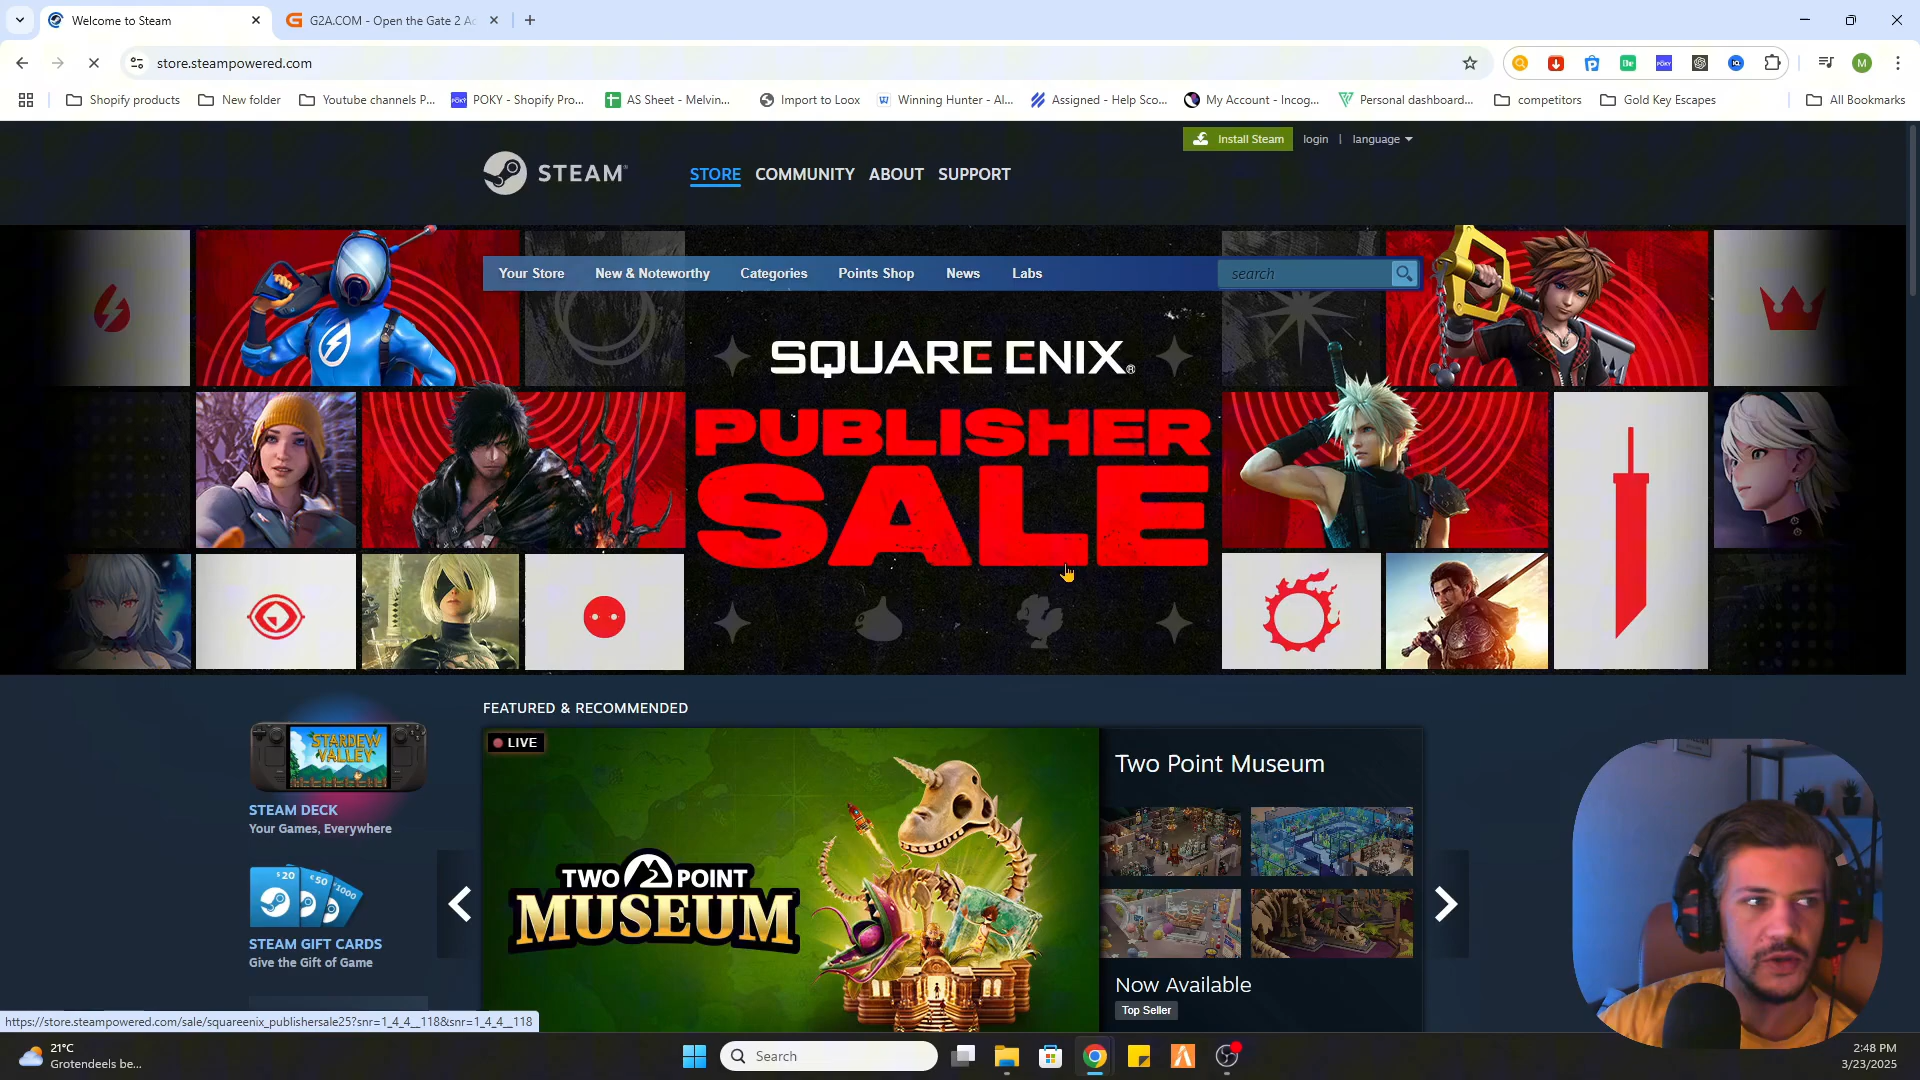 Welcome to Steam
G2A.COM - Open the Gate 2 Ad
store.steampowered.com
M
Shopify products
New folder
Youtube channels P...
POKY - Shopify Pro...
AS Sheet - Melvin...
Import to Loox
Winning Hunter - AI...
Assigned - Help Sco...
My Account - Incog...
Personal dashboard...
competitors
Gold Key Escapes
All Bookmarks
Install Steam
login
language
STEAM
STORE
COMMUNITY
ABOUT
SUPPORT
Your Store
New & Noteworthy
Categories
Points Shop
News
Labs
search
SQUARE ENIX
PUBLISHER
SALE
FEATURED & RECOMMENDED
STARDEW
VALLEY
STEAM DECK
Your Games, Everywhere
$20
€50
STEAM GIFT CARDS
Give the Gift of Game
LIVE
TWO POINT
MUSEUM
Two Point Museum
Now Available
Top Seller
https://store.steampowered.com/sale/squareenix_publishersale25?snr=1_4_4__118&snr=1_4_4__118
21°C
Grotendeels be...
Search
2:48 PM
3/23/2025